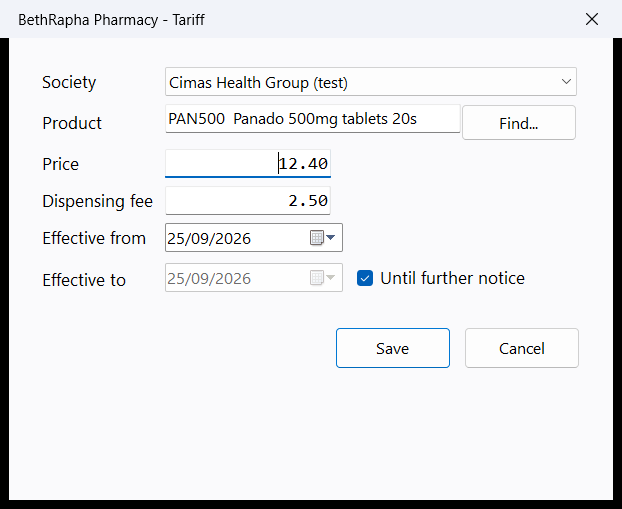 BethRapha Pharmacy - Tariff
Society Cimas Health Group (test)
Product PAN500 Panado 500mg tablets 20s Find...
Price 12.40
Dispensing fee 2.50
Effective from 25/09/2026
Effective to 25/09/2026 Until further notice
Save Cancel